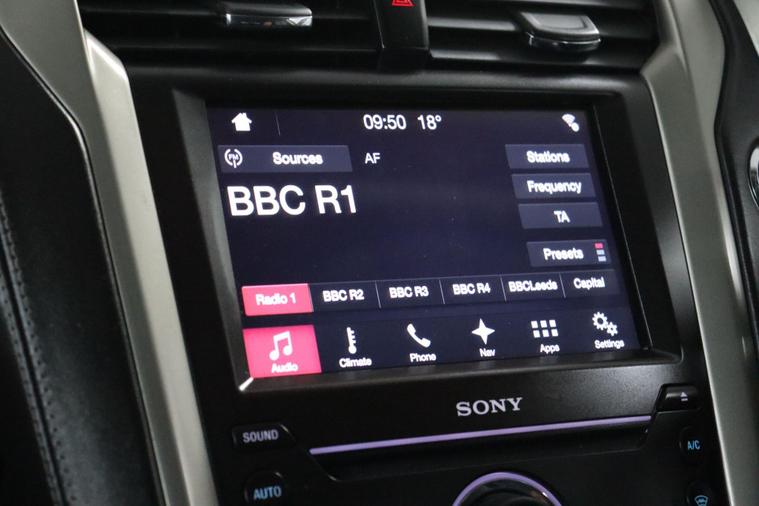 09:50 18°
FM Sources AF Stations
BBC R1
Frequency
TA
Presets
Radio 1 BBC R2 BBC R3 BBC R4 BBCLeeds Capital
Audio Climate Phone Nav Apps Settings
SONY
SOUND
A/C
AUTO